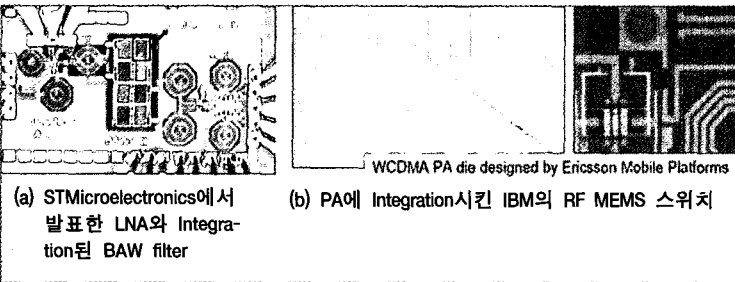 WCDMA PA die designed by Ericsson Mobile Platforms
(a) STMicroelectronics에서
발표한 LNA와 Integra-
tion된 BAW filter
(b) PA에 Integration시킨 IBM의 RF MEMS 스위치